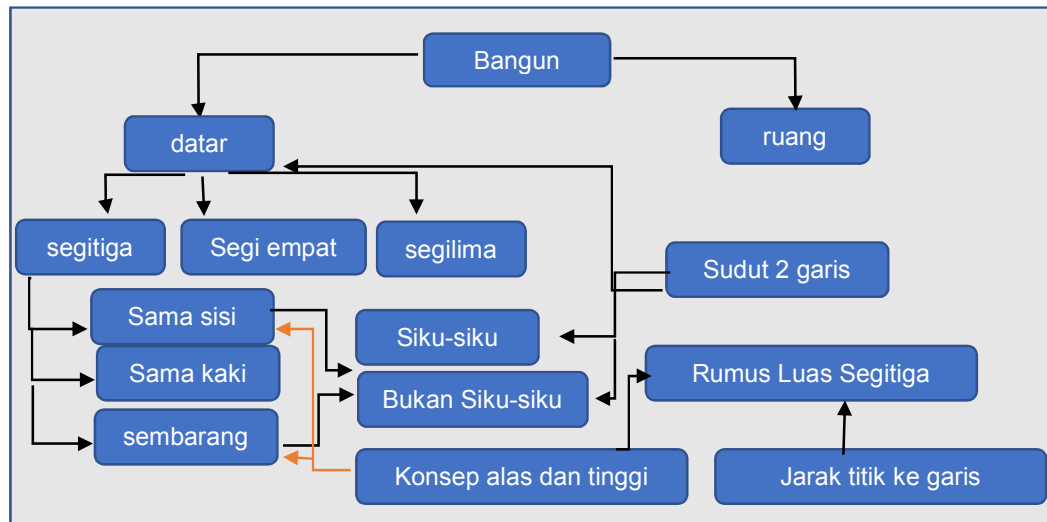 Bangun
datar
ruang
segitiga
Segi empat
segilima
Sudut 2 garis
Sama sisi
Siku-siku
Sama kaki
Bukan Siku-siku
Rumus Luas Segitiga
sembarang
Konsep alas dan tinggi
Jarak titik ke garis